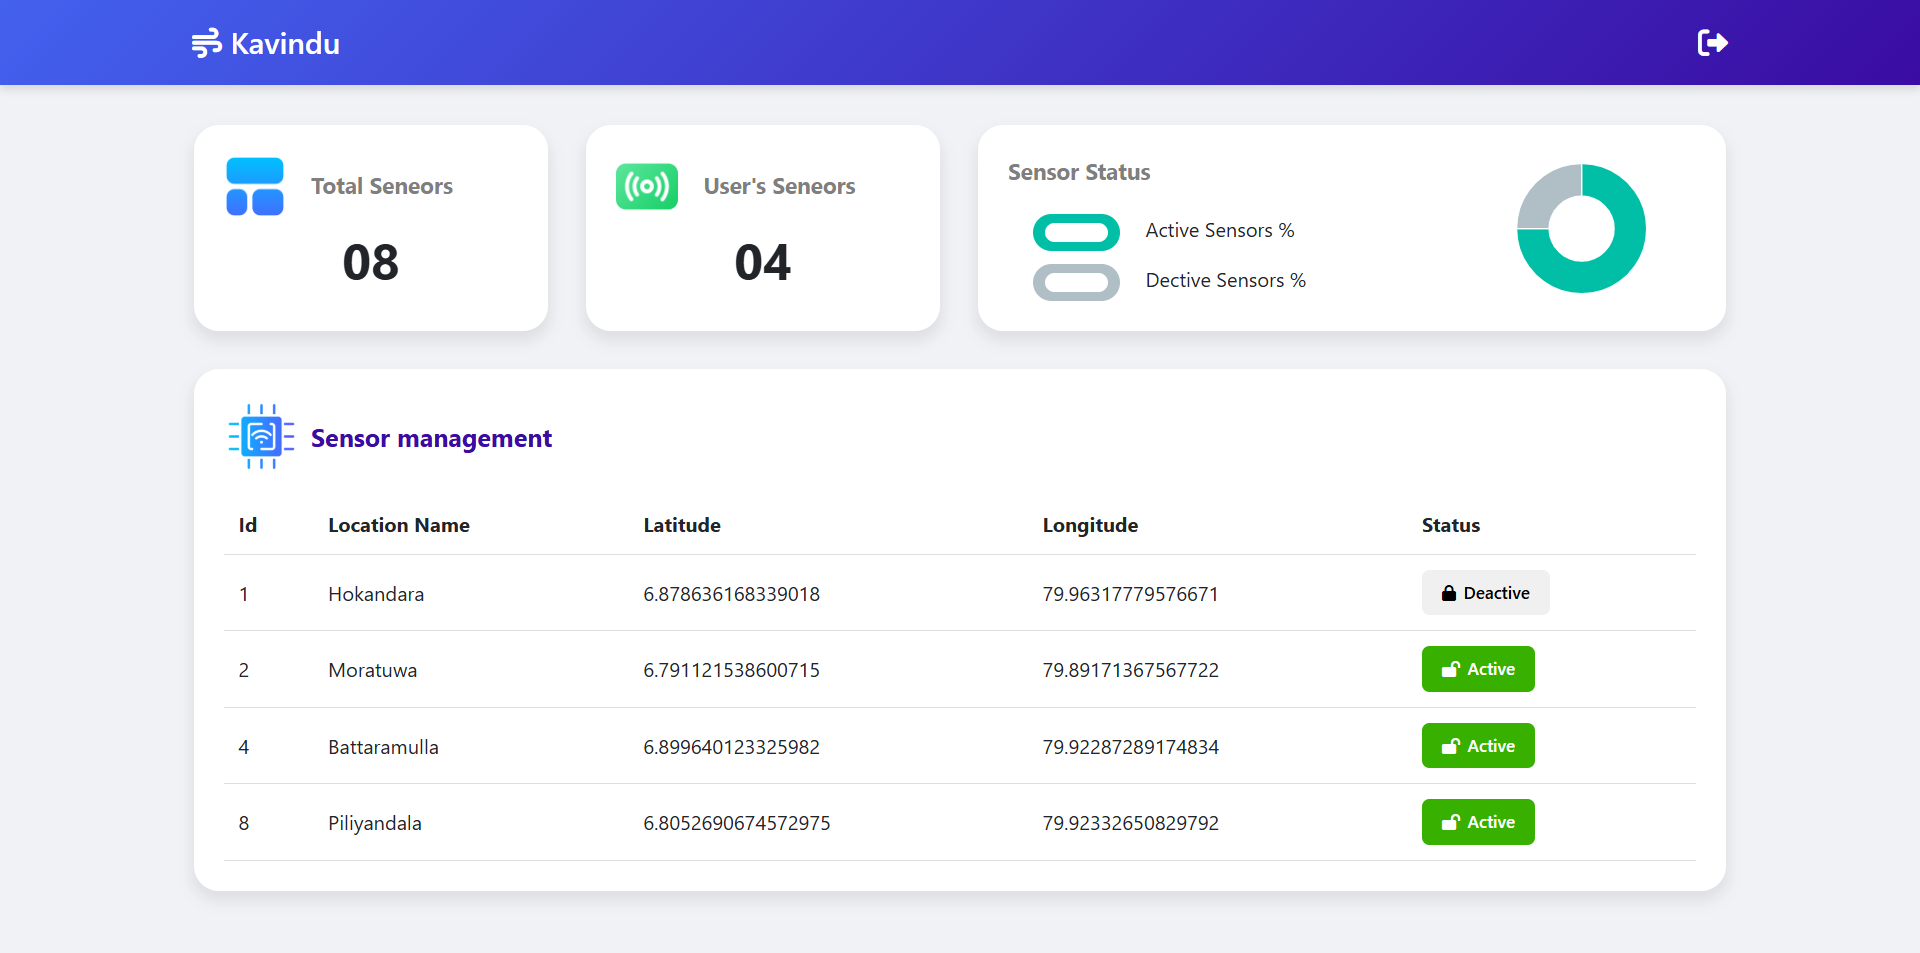 Kavindu
Total Seneors
08
User's Seneors
04
Sensor Status
Active Sensors %
Dective Sensors %
Sensor management
Id Location Name Latitude Longitude Status
1 Hokandara 6.878636168339018 79.96317779576671 Deactive
2 Moratuwa 6.791121538600715 79.89171367567722 Active
4 Battaramulla 6.899640123325982 79.92287289174834 Active
8 Piliyandala 6.8052690674572975 79.92332650829792 Active